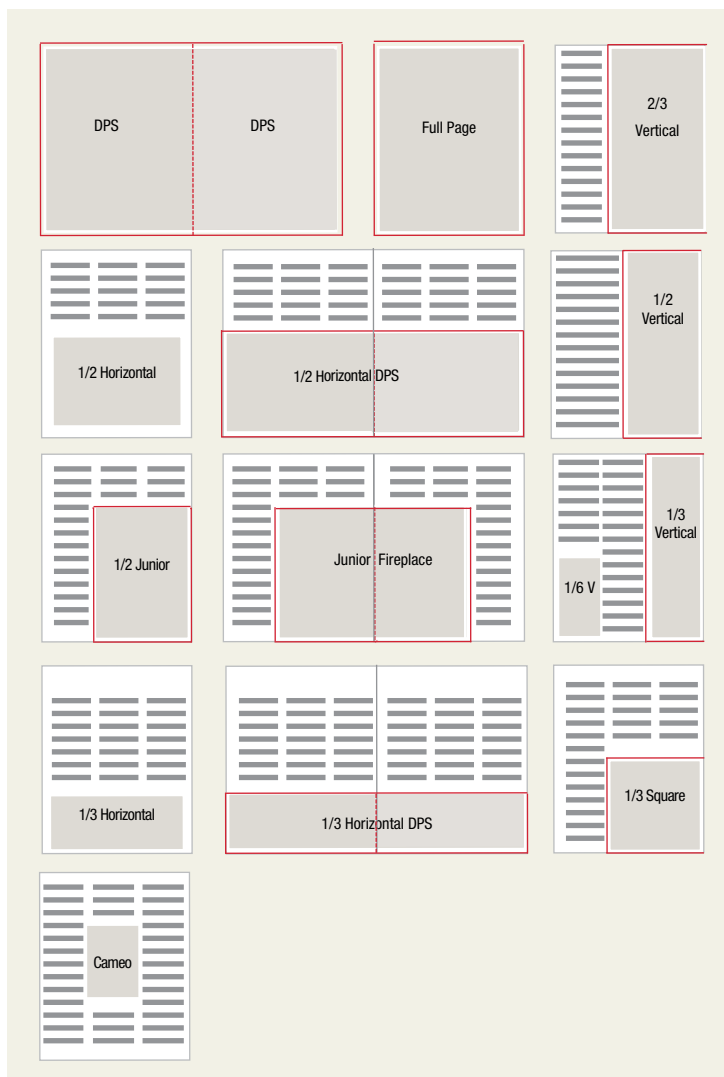 DPS
DPS
Full Page
2/3
Vertical
1/2 Horizontal
1/2 Horizontal DPS
1/2
Vertical
1/2 Junior
Junior Fireplace
1/6 V
1/3
Vertical
1/3 Horizontal
1/3 Horizontal DPS
1/3 Square
Cameo